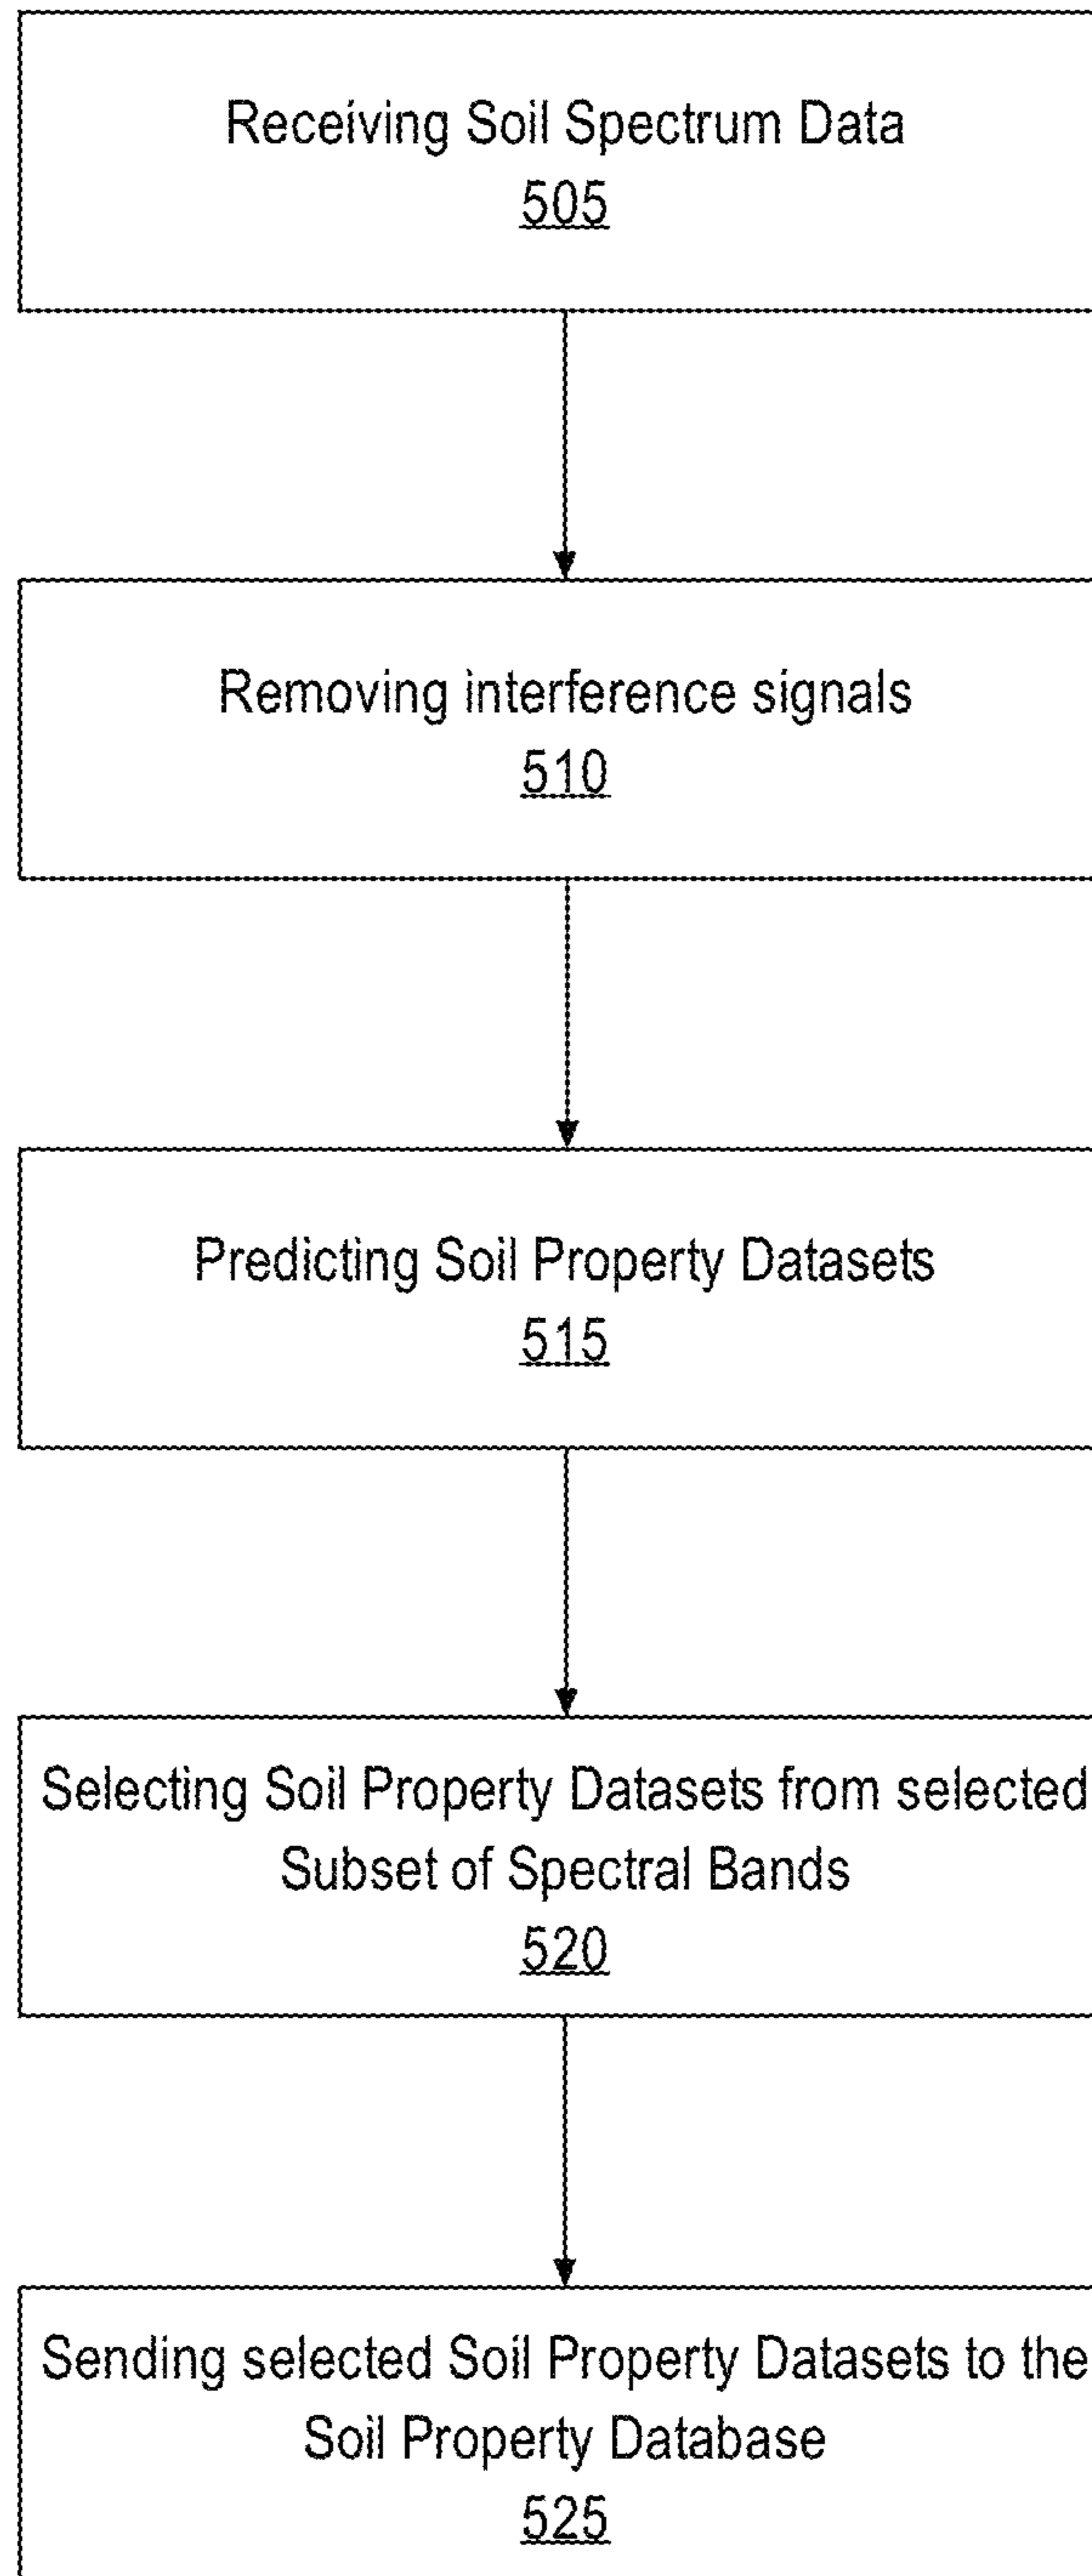 Receiving Soil Spectrum Data
505
Removing interference signals
510
Predicting Soil Property Datasets
515
Selecting Soil Property Datasets from selected
Subset of Spectral Bands
520
Sending selected Soil Property Datasets to the
Soil Property Database
525